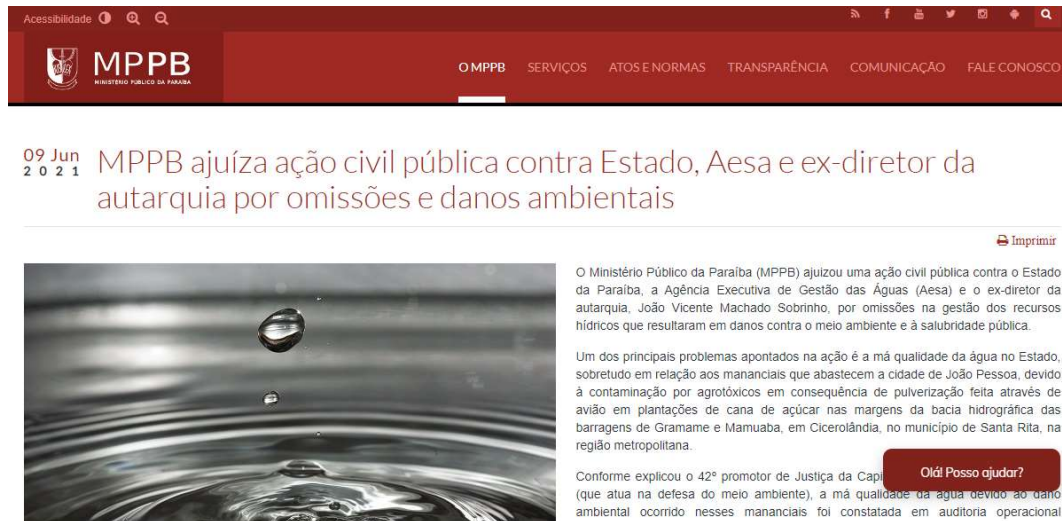 Acessibilidade
MPPB
MINISTÉRIO PÚBLICO DA PARAÍBA
O MPPB SERVIÇOS ATOS E NORMAS TRANSPARÊNCIA COMUNICAÇÃO FALE CONOSCO
09 Jun
2021
MPPB ajuíza ação civil pública contra Estado, Aesa e ex-diretor da
autarquia por omissões e danos ambientais
Imprimir
O Ministério Público da Paraíba (MPPB) ajuizou uma ação civil pública contra o Estado
da Paraíba, a Agência Executiva de Gestão das Águas (Aesa) e o ex-diretor da
autarquia, João Vicente Machado Sobrinho, por omissões na gestão dos recursos
hídricos que resultaram em danos contra o meio ambiente e à salubridade pública.
Um dos principais problemas apontados na ação é a má qualidade da água no Estado,
sobretudo em relação aos mananciais que abastecem a cidade de João Pessoa, devido
à contaminação por agrotóxicos em consequência de pulverização feita através de
avião em plantações de cana de açúcar nas margens da bacia hidrográfica das
barragens de Gramame e Mamuaba, em Cicerolândia, no município de Santa Rita, na
região metropolitana.
Conforme explicou o 42º promotor de Justiça da
Olá! Posso ajudar?
(que atua na defesa do meio ambiente), a má qualidade da água devido ao dano
ambiental ocorrido nesses mananciais foi constatada em auditoria operacional